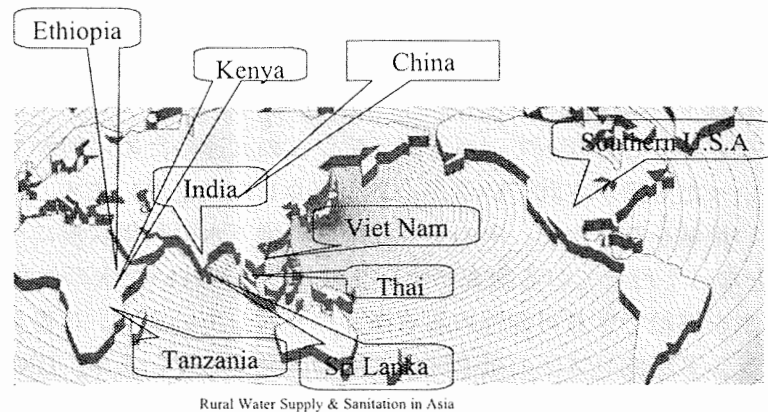 Ethiopia
Kenya
China
Southern U.S.A
India
Viet Nam
Thai
Tanzania
Sri Lanka
Rural Water Supply & Sanitation in Asia